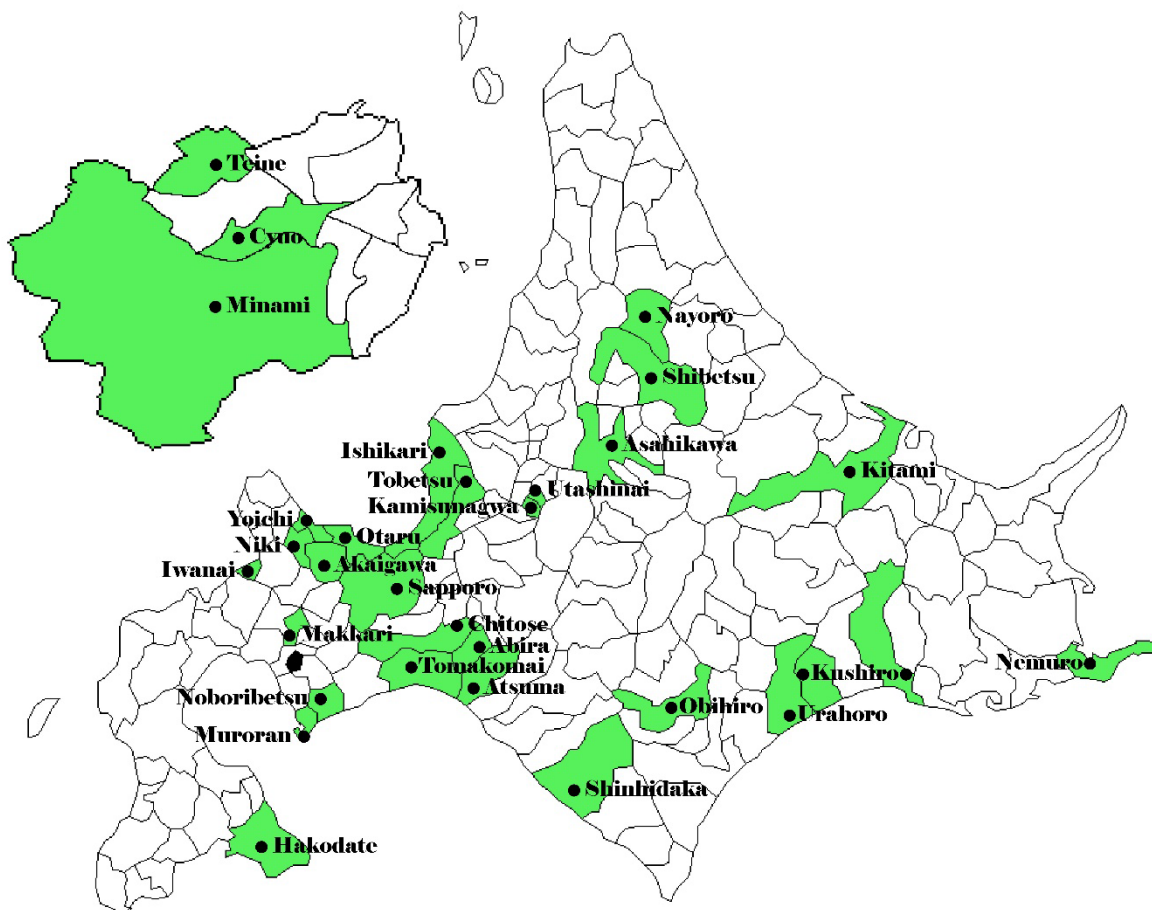 Teine
Cyuo
Minami
Nayoro
Shibetsu
Ishikari
Asahikawa
Tobetsu
Kitami
Utashinai
Kamisunagwa
Yoichi
Otaru
Niki
Akaigawa
Iwanai
Sapporo
Chitose
Makkari
Abira
Tomakomai
Nemuro
Kushiro
Atsuma
Noboribetsu
Obihiro
Urahoro
Muroran
Shinhidaka
Hakodate